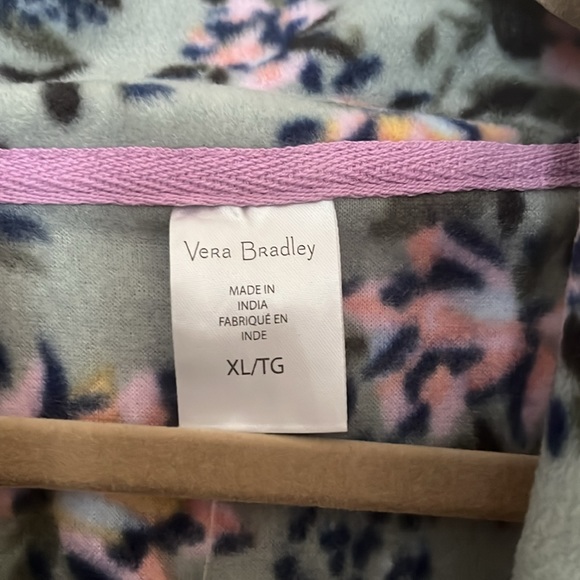 Vera Bradley
MADE IN
INDIA
FABRIQUÉ EN
INDE
XL/TG